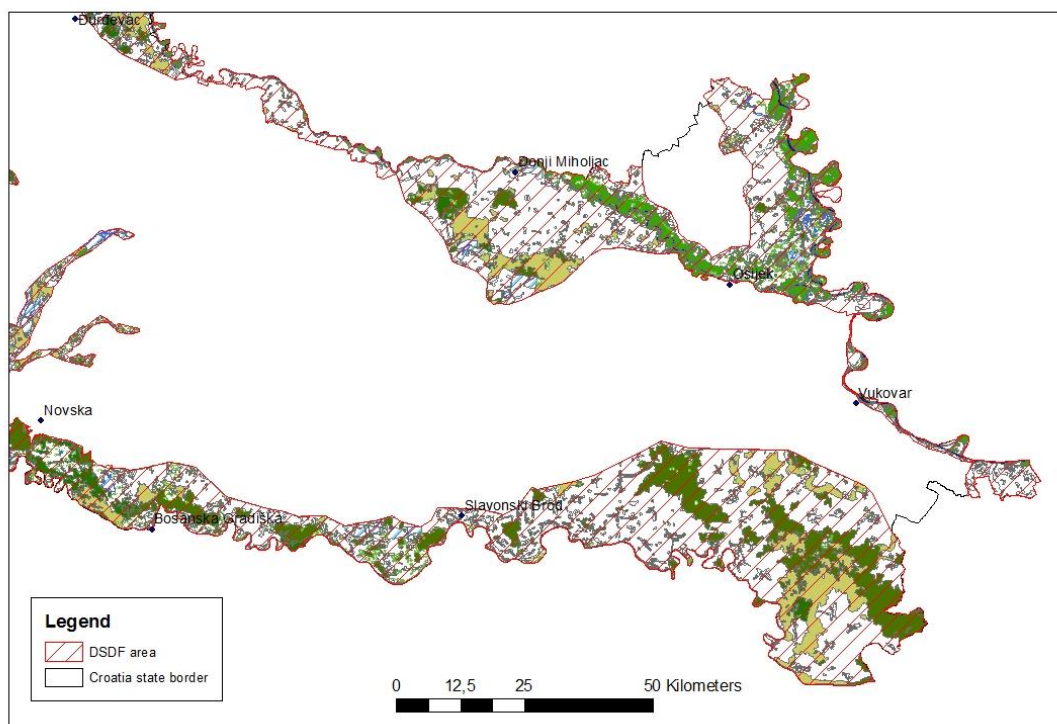 Đurđevac
Donji Miholjac
Osijek
Vukovar
Novska
Slavonski Brod
Bosanska Gradiška
Legend
DSDF area
Croatia state border
0 12,5 25 50 Kilometers